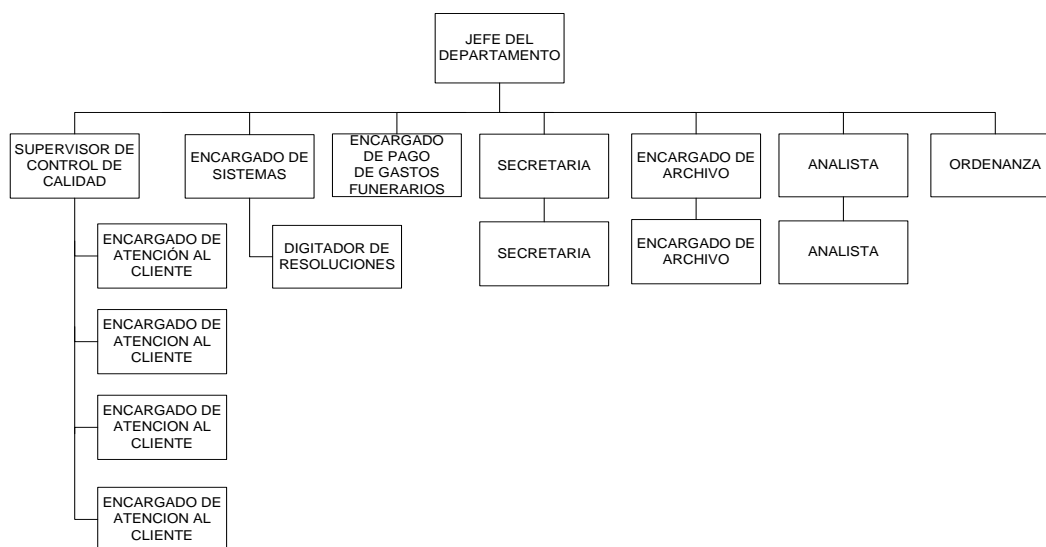 JEFE DEL
DEPARTAMENTO
SUPERVISOR DE
CONTROL DE
CALIDAD
ENCARGADO DE
SISTEMAS
ENCARGADO
DE PAGO
DE GASTOS
FUNERARIOS
SECRETARIA
ENCARGADO DE
ARCHIVO
ANALISTA
ORDENANZA
ENCARGADO DE
ATENCIÓN AL
CLIENTE
DIGITADOR DE
RESOLUCIONES
SECRETARIA
ENCARGADO DE
ARCHIVO
ANALISTA
ENCARGADO DE
ATENCION AL
CLIENTE
ENCARGADO DE
ATENCION AL
CLIENTE
ENCARGADO DE
ATENCION AL
CLIENTE